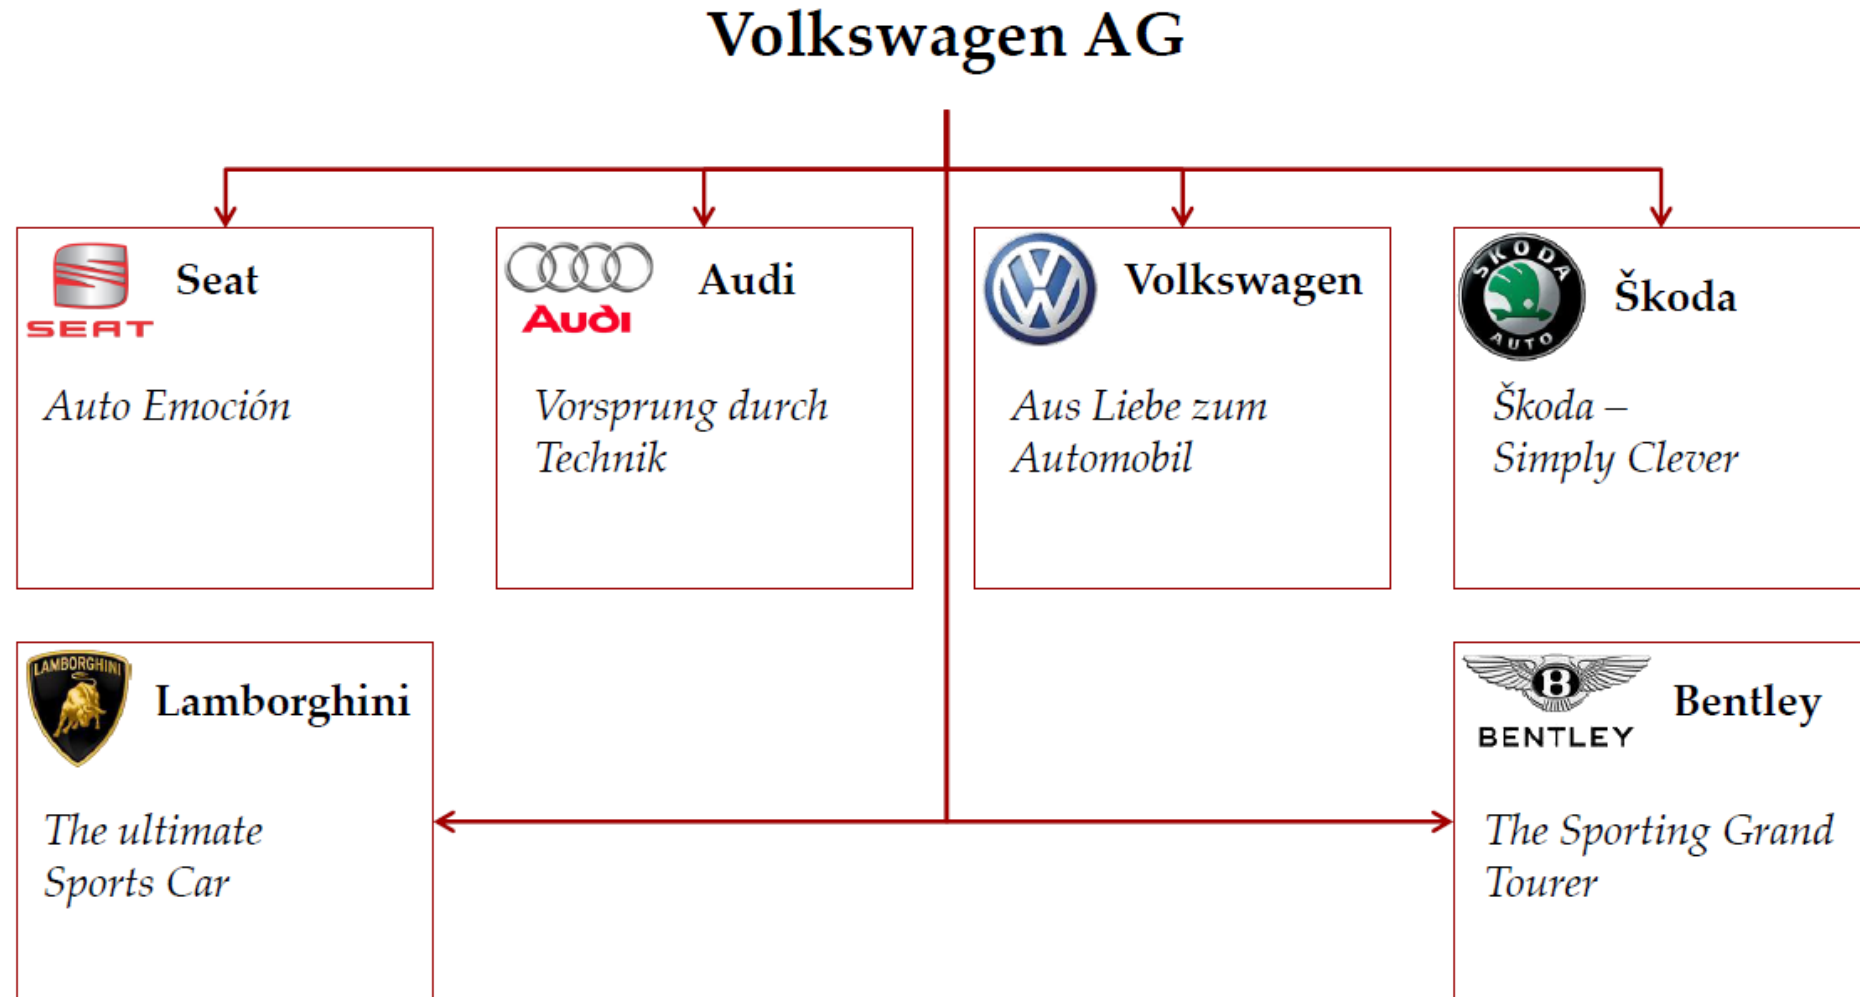 Volkswagen AG
SEAT
Seat
Auto Emoción
Audi
Audi
Vorsprung durch
Technik
Volkswagen
Aus Liebe zum
Automobil
SKODA
AUTO
Škoda
Škoda –
Simply Clever
LAMBORGHINI
Lamborghini
The ultimate
Sports Car
B
BENTLEY
Bentley
The Sporting Grand
Tourer